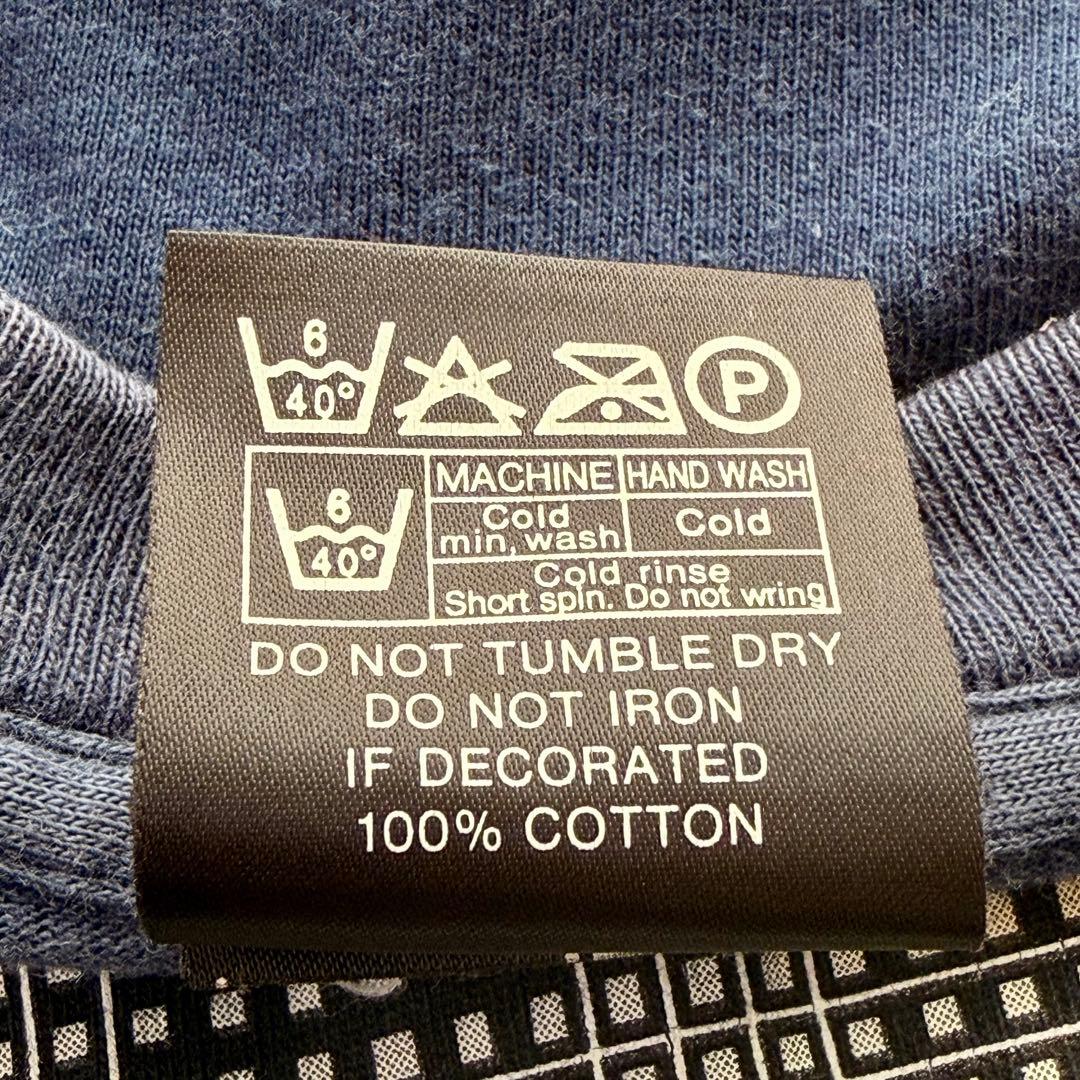 6
40° P
6
40°
MACHINE HAND WASH
Cold
min, wash Cold
Cold rinse
Short spin. Do not wring
DO NOT TUMBLE DRY
DO NOT IRON
IF DECORATED
100% COTTON